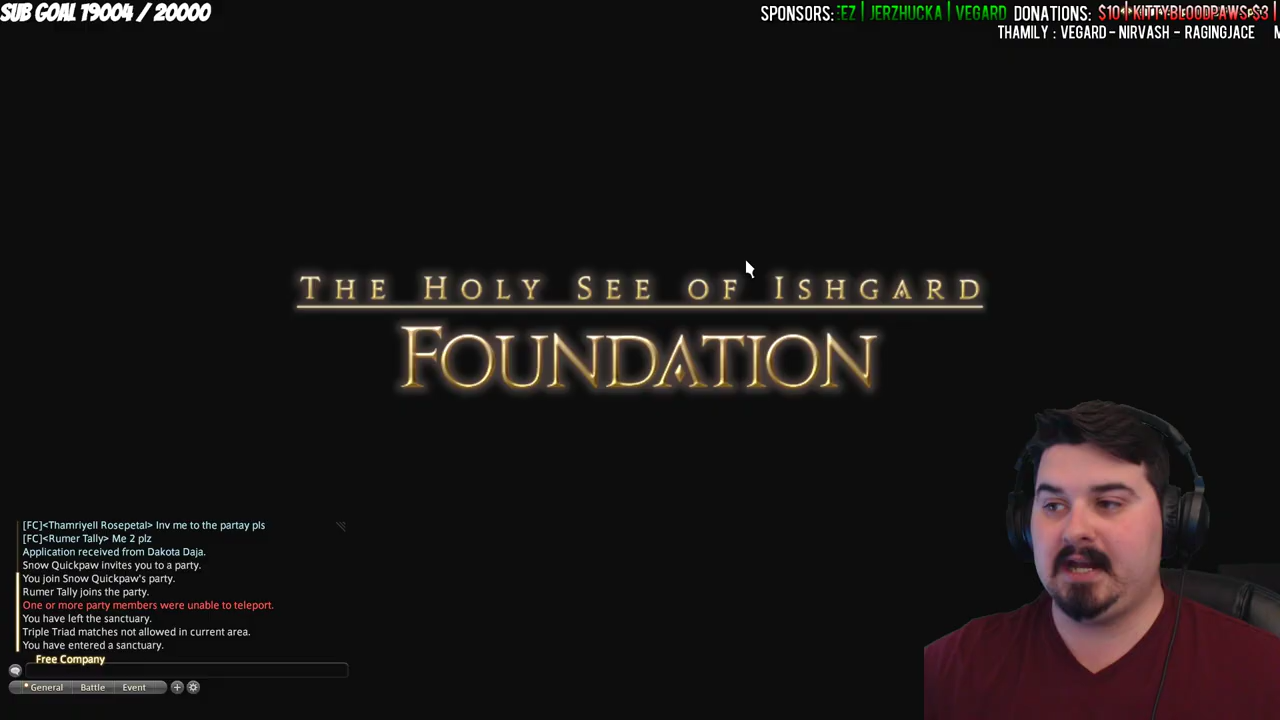 SUB GOAL 19004 / 20000
SPONSORS: EZ | JERZHUCKA | VEGARD DONATIONS: $10 | KITTYBLOODPAWS $3 |
THAMILY : VEGARD - NIRVASH - RAGINGJACE
THE HOLY SEE OF ISHGARD
FOUNDATION
[FC]<Thamriyell Rosepetal> Inv me to the partay pls
[FC]<Rumer Tally> Me 2 plz
Application received from Dakota Daja.
Snow Quickpaw invites you to a party.
You join Snow Quickpaw's party.
Rumer Tally joins the party.
One or more party members were unable to teleport.
You have left the sanctuary.
Triple Triad matches not allowed in current area.
You have entered a sanctuary.
Free Company
General Battle Event